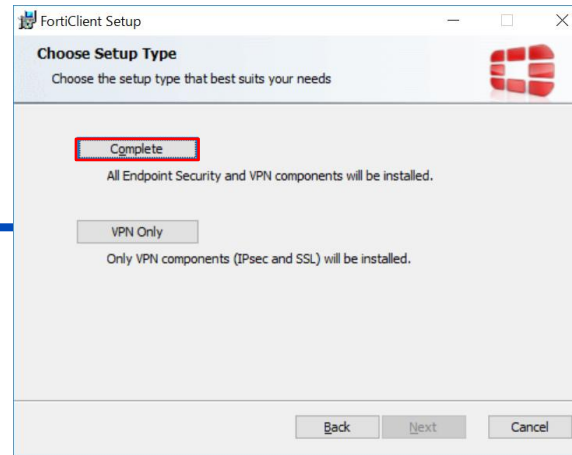 FortiClient Setup
Choose Setup Type
Choose the setup type that best suits your needs
Complete
All Endpoint Security and VPN components will be installed.
VPN Only
Only VPN components (IPsec and SSL) will be installed.
Back Next Cancel